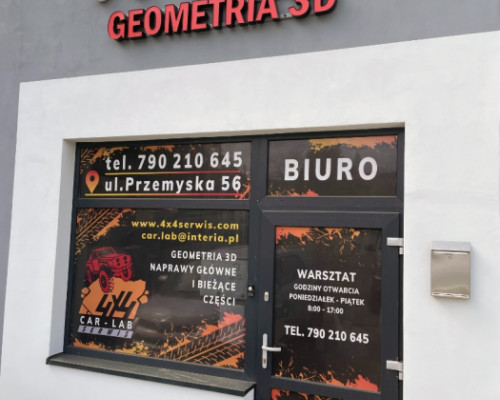 GEOMETRIA 3D
tel. 790 210 645
ul.Przemyska 56
BIURO
www.4x4serwis.com
car.lab@interia.pl
GEOMETRIA 3D
NAPRAWY GŁÓWNE
I BIEŻĄCE
CZĘŚCI
4x4
CAR-LAB
SERWIS
WARSZTAT
GODZINY OTWARCIA
PONIEDZIAŁEK - PIĄTEK
8:00 - 17:00
TEL. 790 210 645